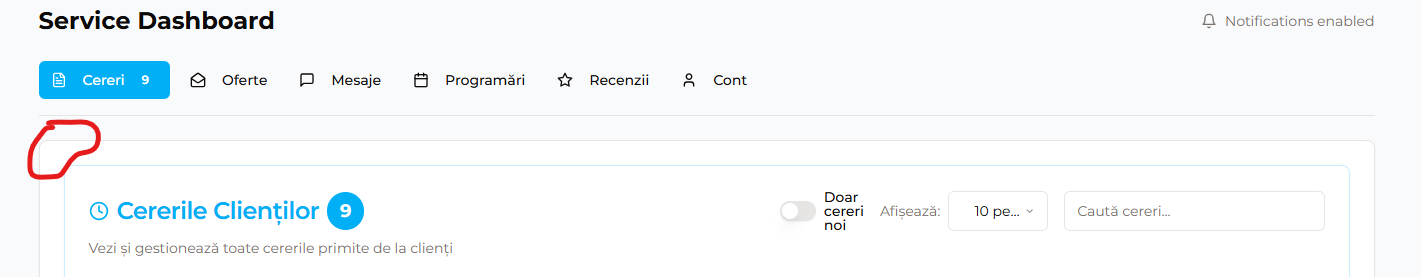 Service Dashboard
Notifications enabled
Cereri 9 Oferte Mesaje Programări Recenzii Cont
Cererile Clienților 9
Doar cereri noi
Afișează:
10 pe...
Caută cereri...
Vezi și gestionează toate cererile primite de la clienți